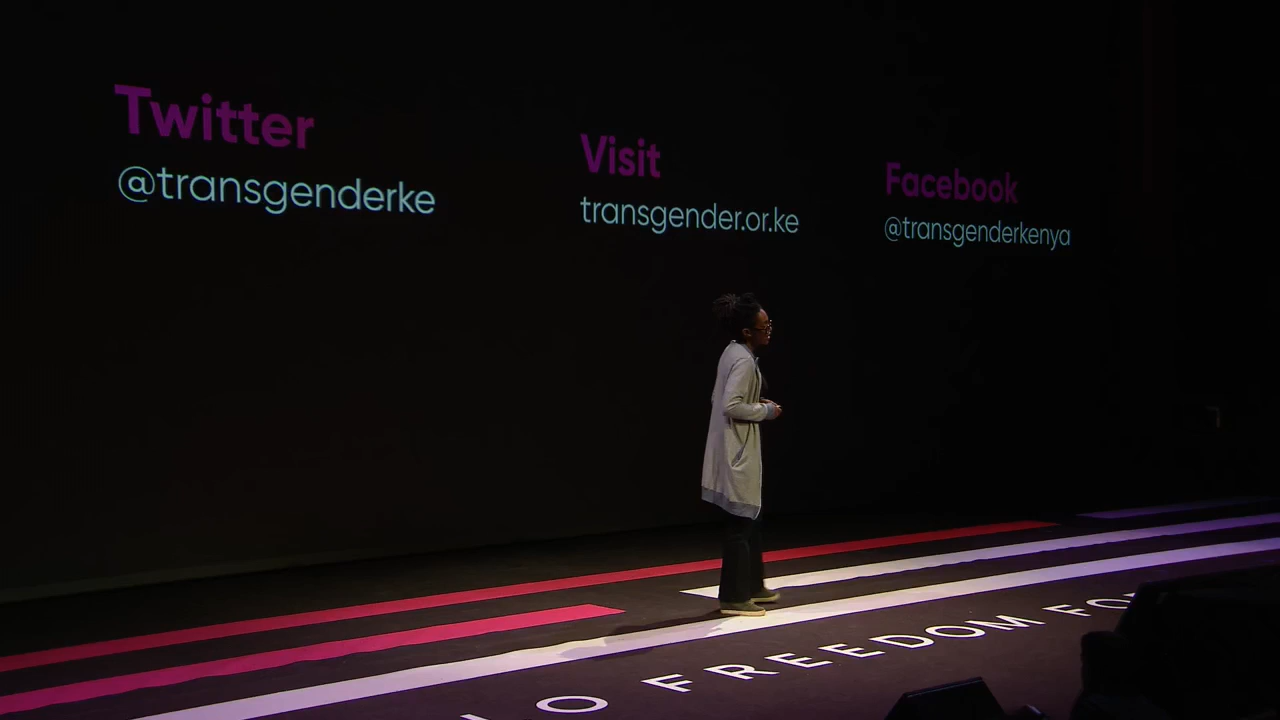 Twitter
@transgenderke
Visit
transgender.or.ke
Facebook
@transgenderkenya
FREEDOM